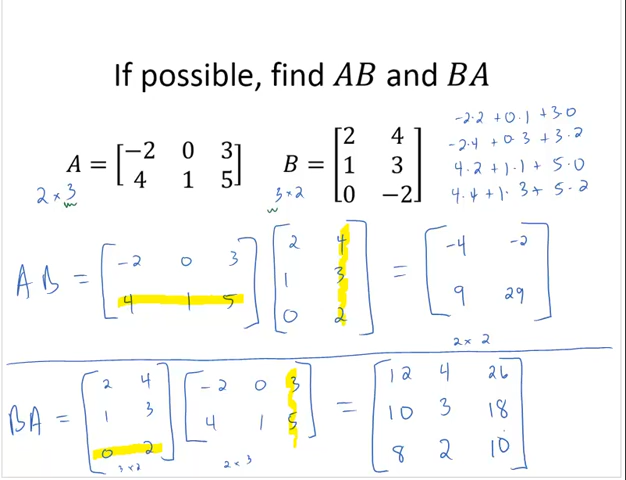 If possible, find AB and BA
A = [−2 0 3; 4 1 5] B = [2 4; 1 3; 0 −2]
2 × 3
3 × 2
-2·2 + 0·1 + 3·0
-2·4 + 0·3 + 3·2
4·2 + 1·1 + 5·0
4·4 + 1·3 + 5·2
AB = [-2 0 3; 4 1 5] [2 4; 1 3; 0 2] = [-4 -2; 9 29]
2 × 2
BA = [2 4; 1 3; 0 2] [-2 0 3; 4 1 5] = [12 4 26; 10 3 18; 8 2 10]
3 × 2
2 × 3